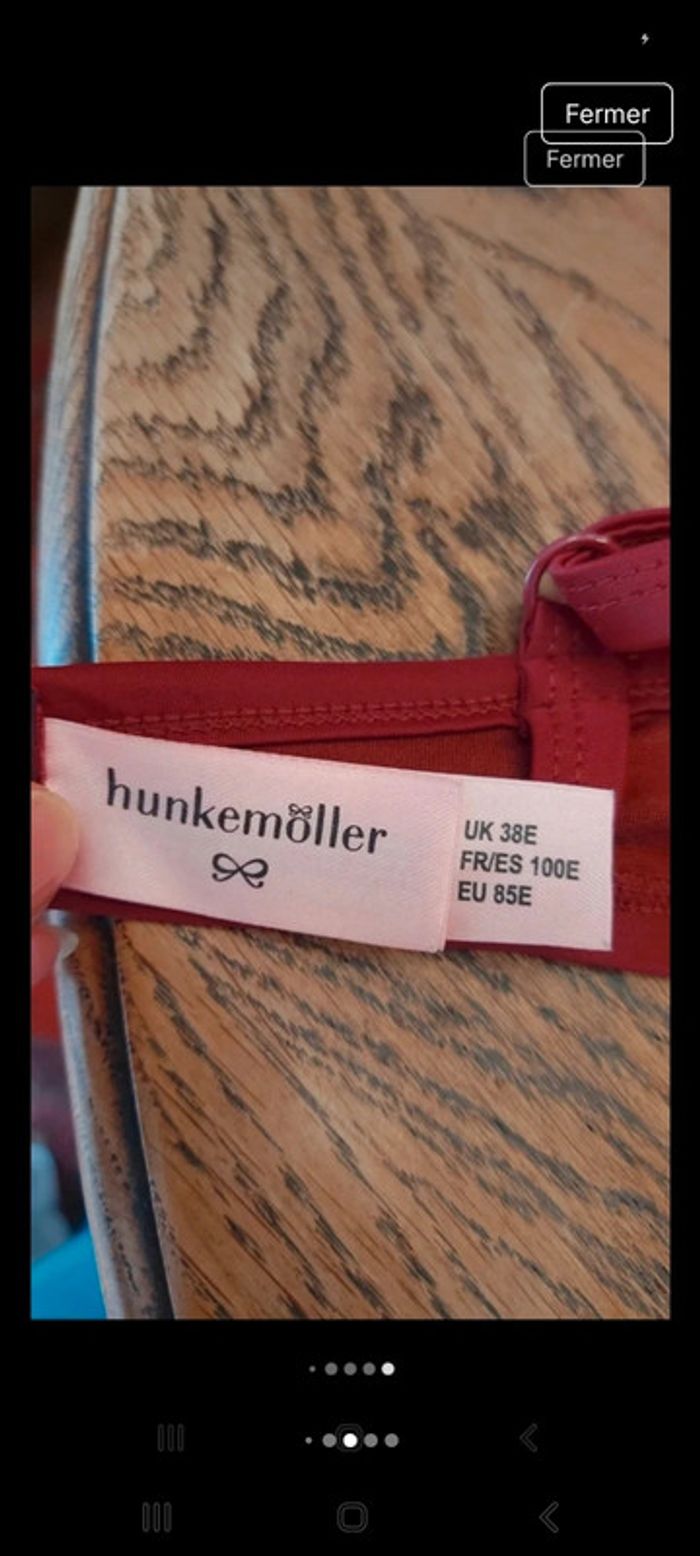 Fermer
Fermer
hunkemöller
UK 38E
FR/ES 100E
EU 85E